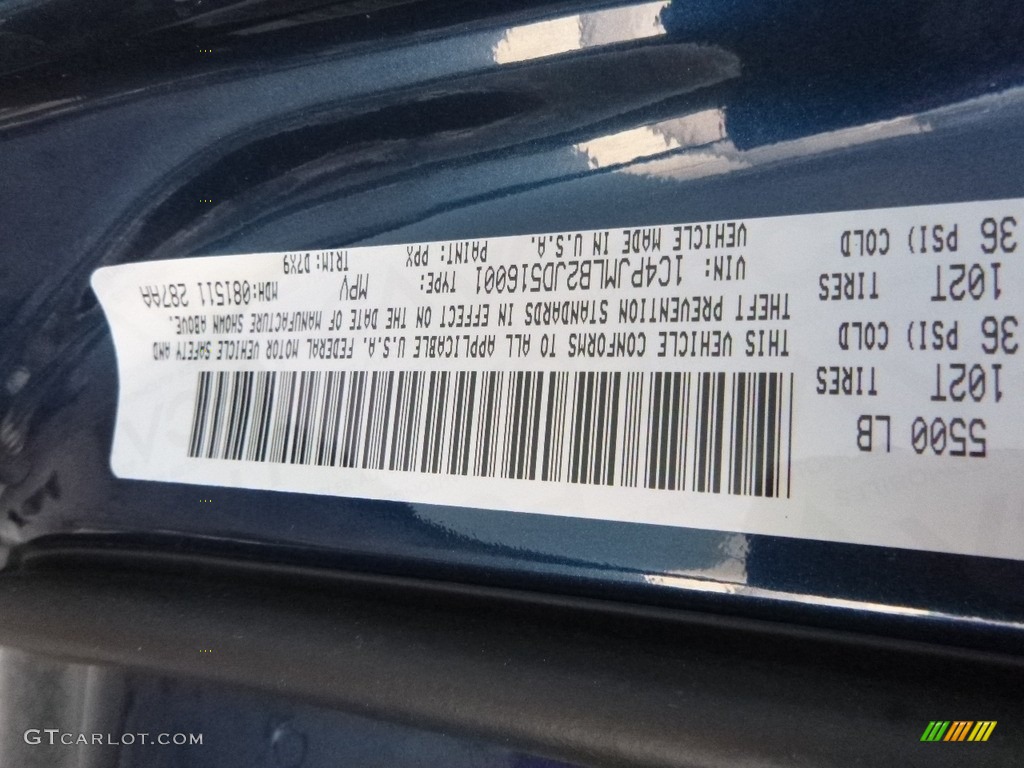 5500 LB
102T TIRES
36 PSI) COLD
102T TIRES
36 PSI) COLD
THIS VEHICLE CONFORMS TO ALL APPLICABLE U.S.A. FEDERAL MOTOR VEHICLE SAFETY AND
THEFT PREVENTION STANDARDS IN EFFECT ON THE DATE OF MANUFACTURE SHOWN ABOVE.
VIN: 1C4PJMLB2JD516001 TYPE: MPV MDH:081511 287AA
VEHICLE MADE IN U.S.A. PAINT: PPX TRIM: D7X9
GTCARLOT.COM